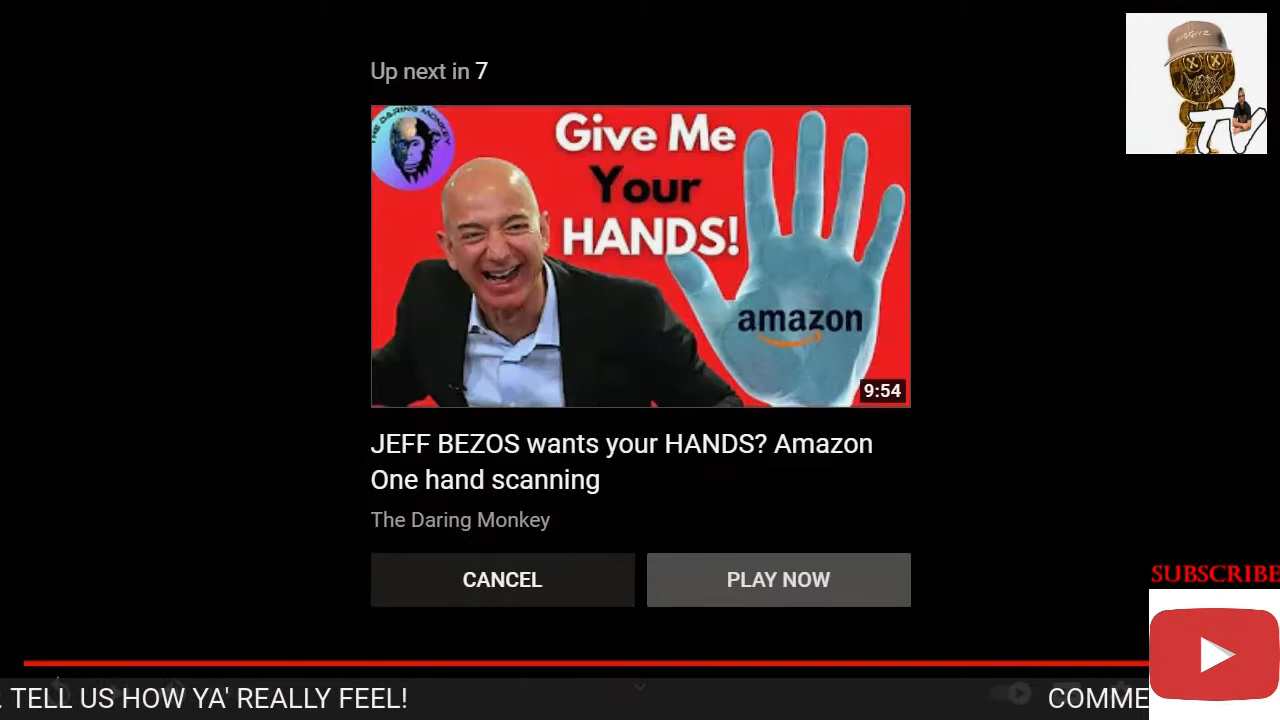 Up next in 7
THE DARING MONKEY
Give Me
Your
HANDS!
amazon
9:54
JEFF BEZOS wants your HANDS? Amazon
One hand scanning
The Daring Monkey
CANCEL
PLAY NOW
TV
SUBSCRIBE
. TELL US HOW YA' REALLY FEEL!
COMME